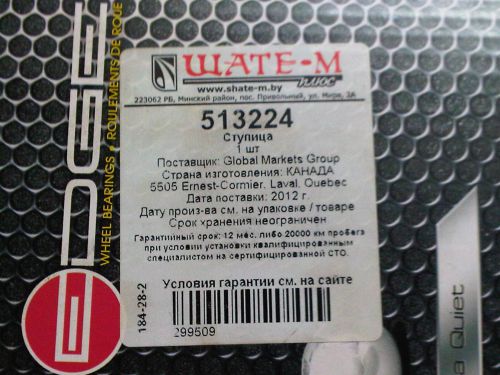 ШАТЕ-М
плюс
www.shate-m.by
223062 РБ, Минский район, пос. Привольный, ул. Мира, 2А
513224
Ступица
1 шт
Поставщик: Global Markets Group
Страна изготовления: КАНАДА
5505 Ernest-Cormier, Laval, Quebec
Дата поставки: 2012 г.
Дату произ-ва см. на упаковке / товаре
Срок хранения неограничен
Гарантийный срок: 12 мес. либо 20000 км пробега
при условии установки квалифицированным
специалистом на сертифицированной СТО.
Условия гарантии см. на сайте
184-28-2
299509
EDGE
WHEEL BEARINGS • ROULEMENTS DE ROUE
a Quiet